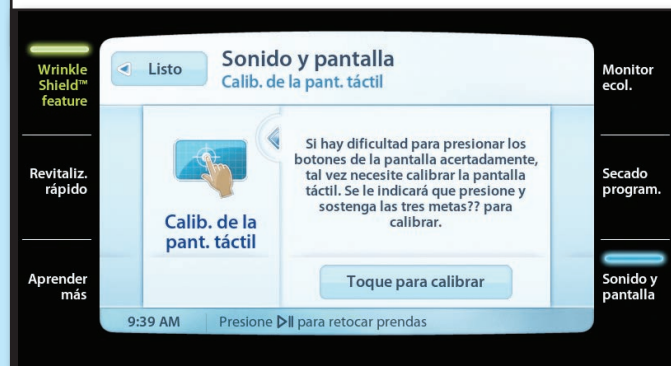 Wrinkle
Shield™
feature
Revitaliz.
rápido
Aprender
más
Listo
Sonido y pantalla
Calib. de la pant. táctil
Calib. de la
pant. táctil
Si hay dificultad para presionar los
botones de la pantalla acertadamente,
tal vez necesite calibrar la pantalla
táctil. Se le indicará que presione y
sostenga las tres metas?? para
calibrar.
Toque para calibrar
9:39 AM
Presione ▷II para retocar prendas
Monitor
ecol.
Secado
program.
Sonido y
pantalla